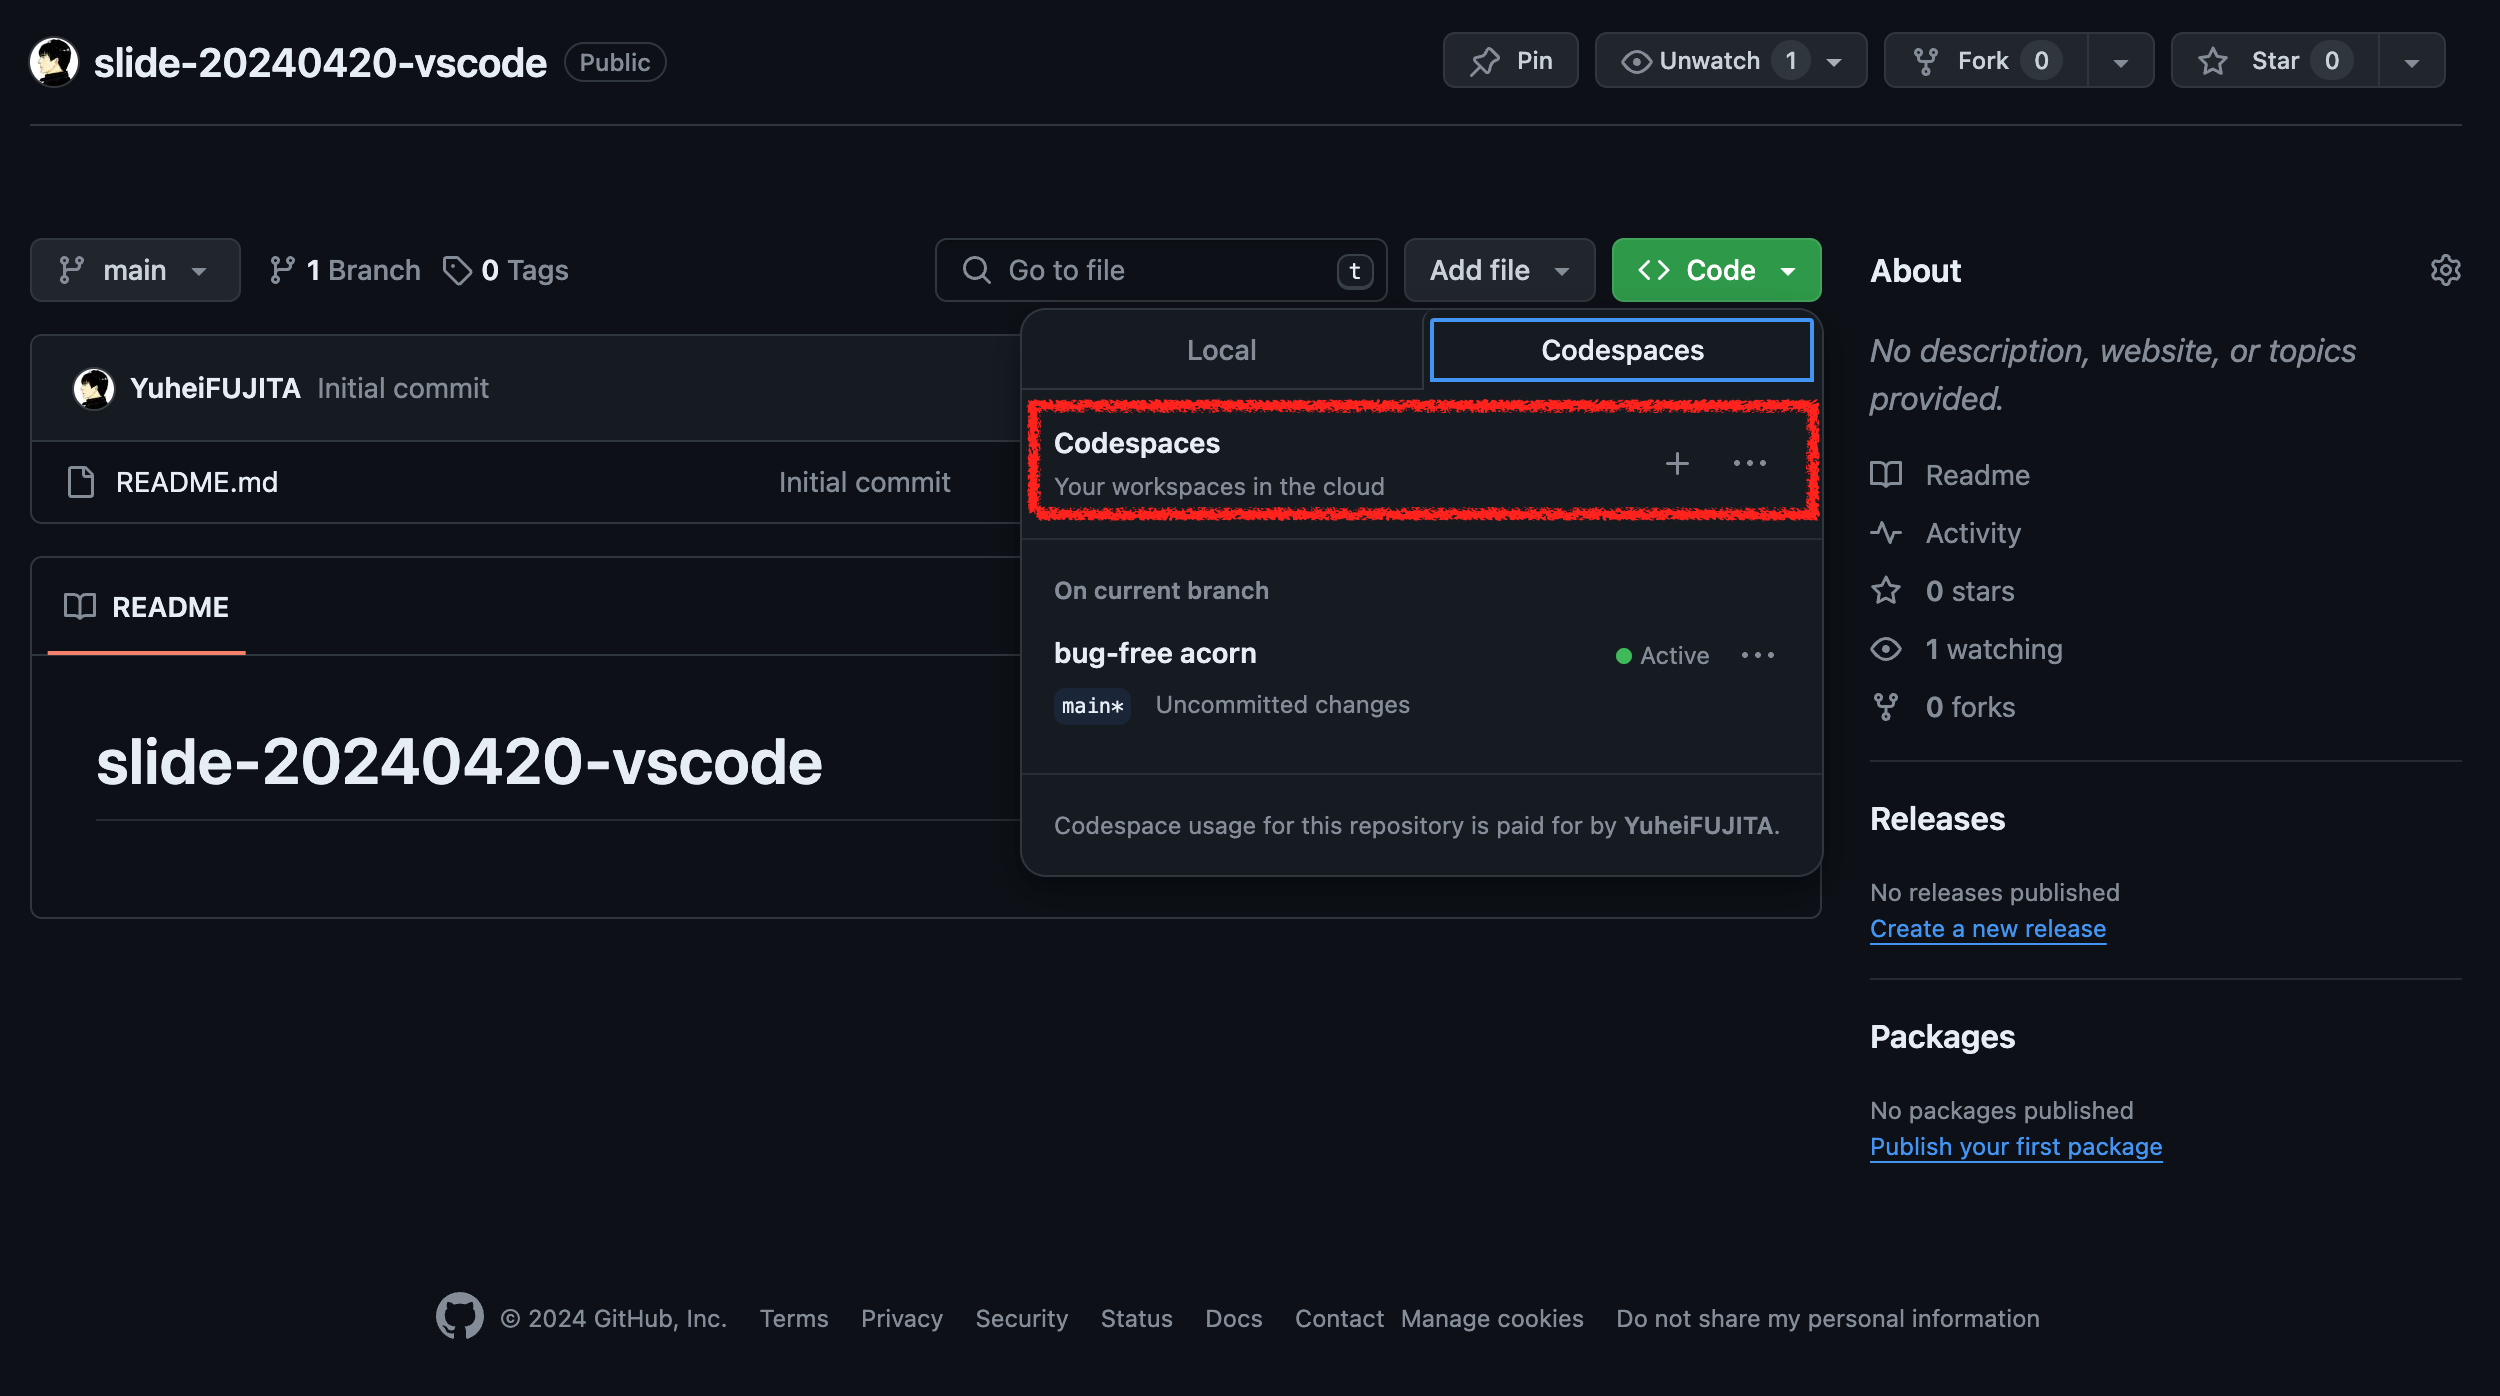 slide-20240420-vscode Public
Pin Unwatch 1 Fork 0 Star 0
main 1 Branch 0 Tags
Go to file t Add file Code
Local Codespaces
YuheiFUJITA Initial commit
README.md Initial commit
README
slide-20240420-vscode
Codespaces
Your workspaces in the cloud
On current branch
bug-free acorn Active
main* Uncommitted changes
Codespace usage for this repository is paid for by YuheiFUJITA.
About
No description, website, or topics
provided.
Readme
Activity
0 stars
1 watching
0 forks
Releases
No releases published
Create a new release
Packages
No packages published
Publish your first package
© 2024 GitHub, Inc. Terms Privacy Security Status Docs Contact Manage cookies Do not share my personal information